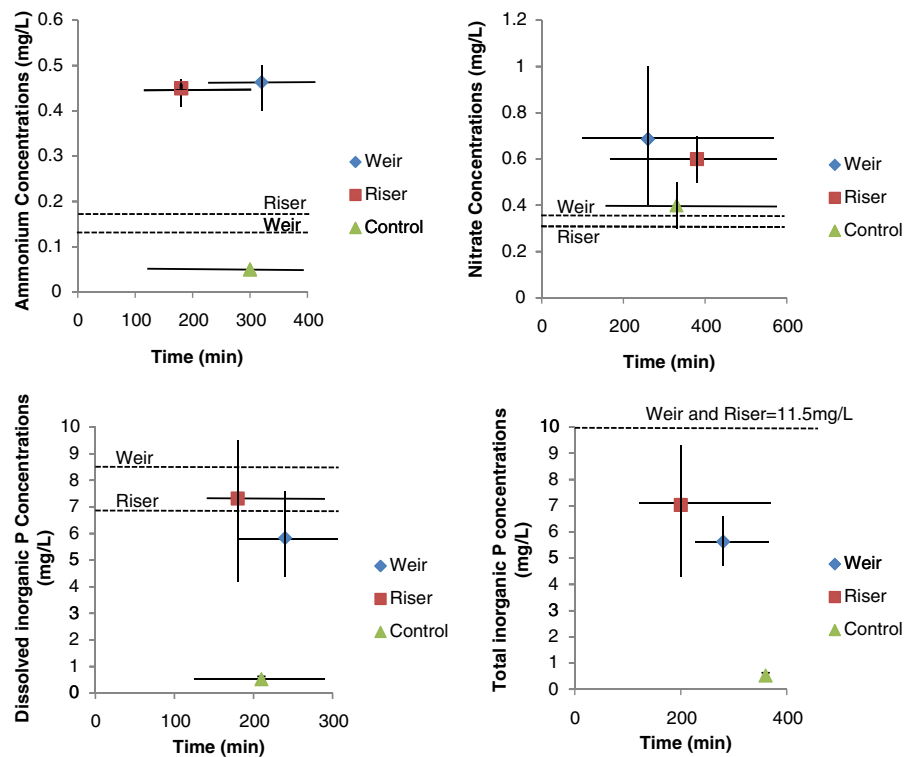 Ammonium Concentrations (mg/L)
0.6
0.5
0.4
0.3
0.2
0.1
0
Riser
Weir
0 100 200 300 400
Time (min)
Weir
Riser
Control
Nitrate Concentrations (mg/L)
1.2
1
0.8
0.6
0.4
0.2
0
Weir
Riser
0 200 400 600
Time (min)
Weir
Riser
Control
Dissolved inorganic P Concentrations
(mg/L)
10
9
8
7
6
5
4
3
2
1
0
Weir
Riser
0 100 200 300
Time (min)
Weir
Riser
Control
Total inorganic P concentrations
(mg/L)
Weir and Riser=11.5mg/L
10
9
8
7
6
5
4
3
2
1
0
0 200 400
Time (min)
Weir
Riser
Control